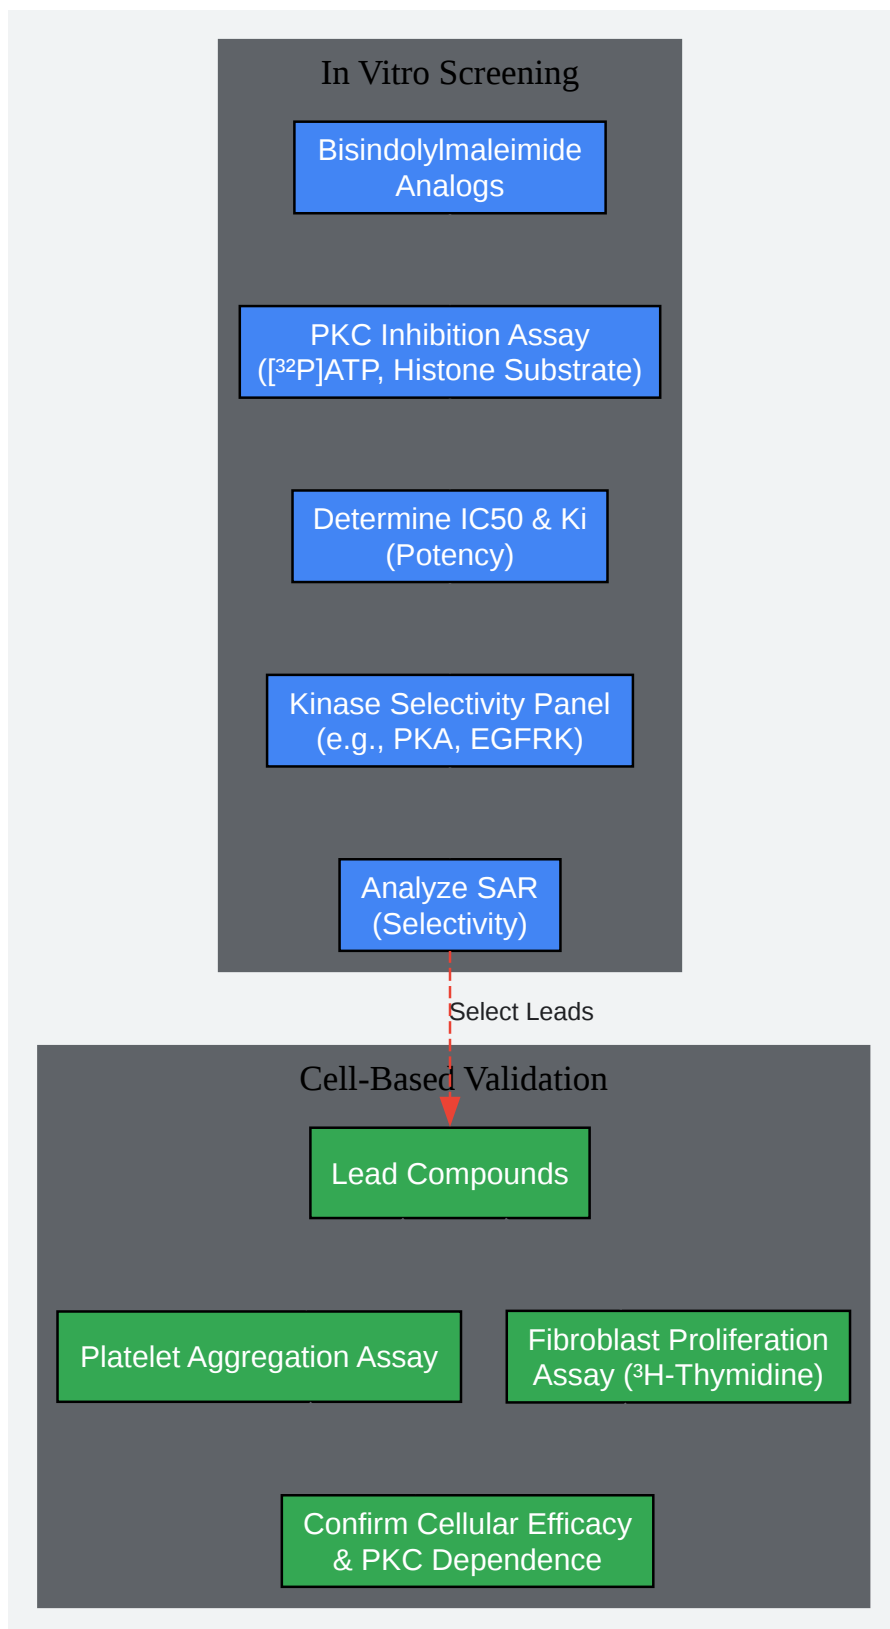 In Vitro Screening
Bisindolylmaleimide
Analogs
PKC Inhibition Assay
([³²P]ATP, Histone Substrate)
Determine IC50 & Ki
(Potency)
Kinase Selectivity Panel
(e.g., PKA, EGFRK)
Analyze SAR
(Selectivity)
Select Leads
Cell-Based Validation
Lead Compounds
Platelet Aggregation Assay
Fibroblast Proliferation
Assay (³H-Thymidine)
Confirm Cellular Efficacy
& PKC Dependence